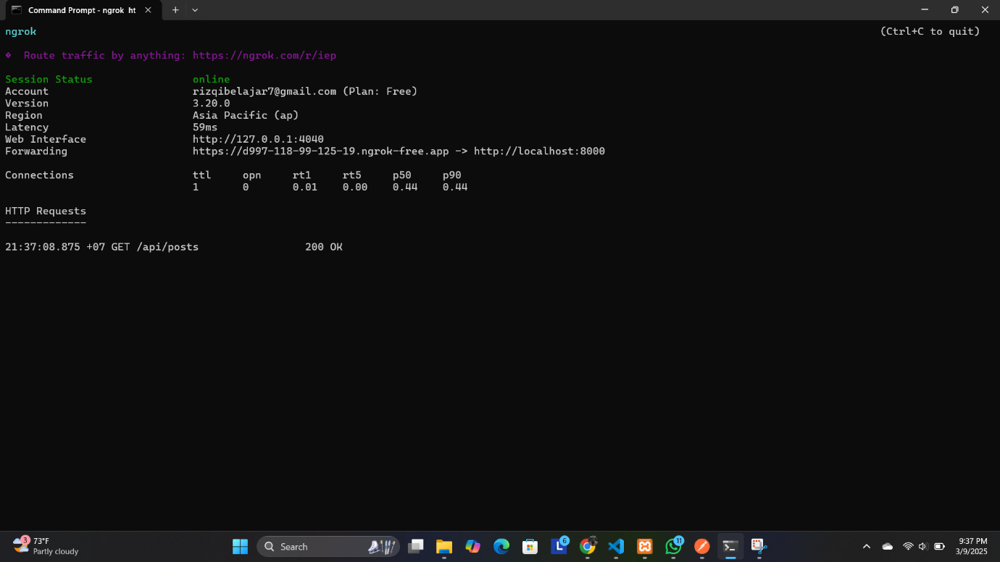 Command Prompt - ngrok ht
ngrok (Ctrl+C to quit)
Route traffic by anything: https://ngrok.com/r/iep
Session Status online
Account rizqibelajar7@gmail.com (Plan: Free)
Version 3.20.0
Region Asia Pacific (ap)
Latency 59ms
Web Interface http://127.0.0.1:4040
Forwarding https://d997-118-99-125-19.ngrok-free.app -> http://localhost:8000
Connections ttl opn rt1 rt5 p50 p90
1 0 0.01 0.00 0.44 0.44
HTTP Requests
-------------
21:37:08.875 +07 GET /api/posts 200 OK
3 73°F
Partly cloudy
Search
L 6
11
9:37 PM
3/9/2025